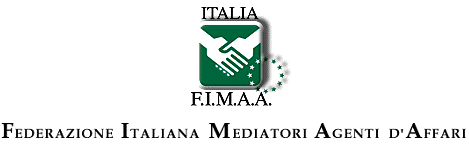 ITALIA
F.I.M.A.A.
FEDERAZIONE ITALIANA MEDIATORI AGENTI D'AFFARI